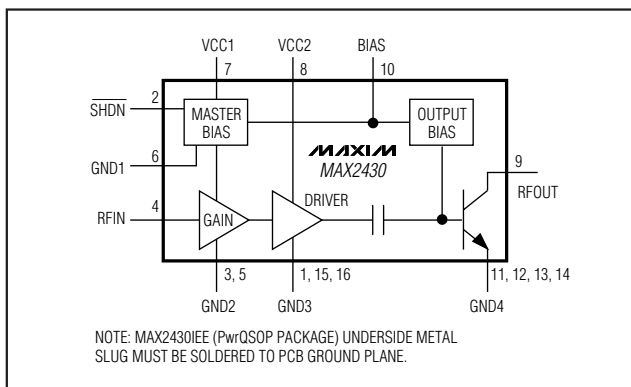 VCC1 VCC2 BIAS
7 8 10
2
SHDN
MASTER
BIAS
OUTPUT
BIAS
MAXIM
MAX2430
6
GND1
9
RFOUT
4
RFIN
GAIN
DRIVER
3, 5 1, 15, 16 11, 12, 13, 14
GND2 GND3 GND4
NOTE: MAX2430IEE (PwrQSOP PACKAGE) UNDERSIDE METAL
SLUG MUST BE SOLDERED TO PCB GROUND PLANE.